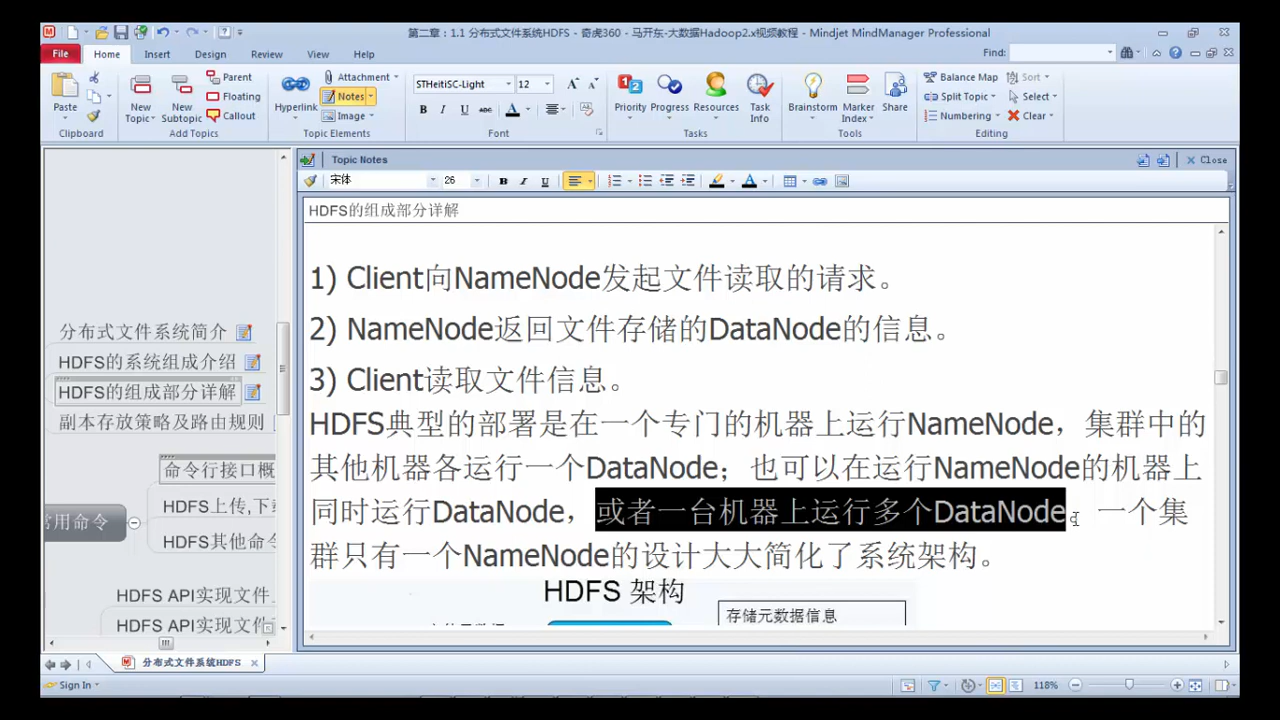 第二章：1.1 分布式文件系统HDFS - 奇虎360 - 马开东-大数据Hadoop2.x视频教程 - Mindjet MindManager Professional
File Home Insert Design Review View Help
Find:
Paste
Clipboard
New Topic
New Subtopic
Parent
Floating
Callout
Add Topics
Hyperlink
Attachment
Notes
Image
Topic Elements
STHeitiSC-Light 12
B I U abc A
Font
Priority Progress Resources Task Info
Tasks
Brainstorm Marker Index Share
Tools
Balance Map Sort
Split Topic Select
Numbering Clear
Editing
Topic Notes
Close
宋体 26 B I U A
HDFS的组成部分详解
1) Client向NameNode发起文件读取的请求。
2) NameNode返回文件存储的DataNode的信息。
3) Client读取文件信息。
HDFS典型的部署是在一个专门的机器上运行NameNode，集群中的
其他机器各运行一个DataNode；也可以在运行NameNode的机器上
同时运行DataNode，或者一台机器上运行多个DataNode。一个集
群只有一个NameNode的设计大大简化了系统架构。
HDFS 架构
存储元数据信息
分布式文件系统简介
HDFS的系统组成介绍
HDFS的组成部分详解
副本存放策略及路由规则
命令行接口概
常用命令
HDFS上传,下
HDFS其他命令
HDFS API实现文件
HDFS API实现文件
分布式文件系统HDFS
Sign In
118%